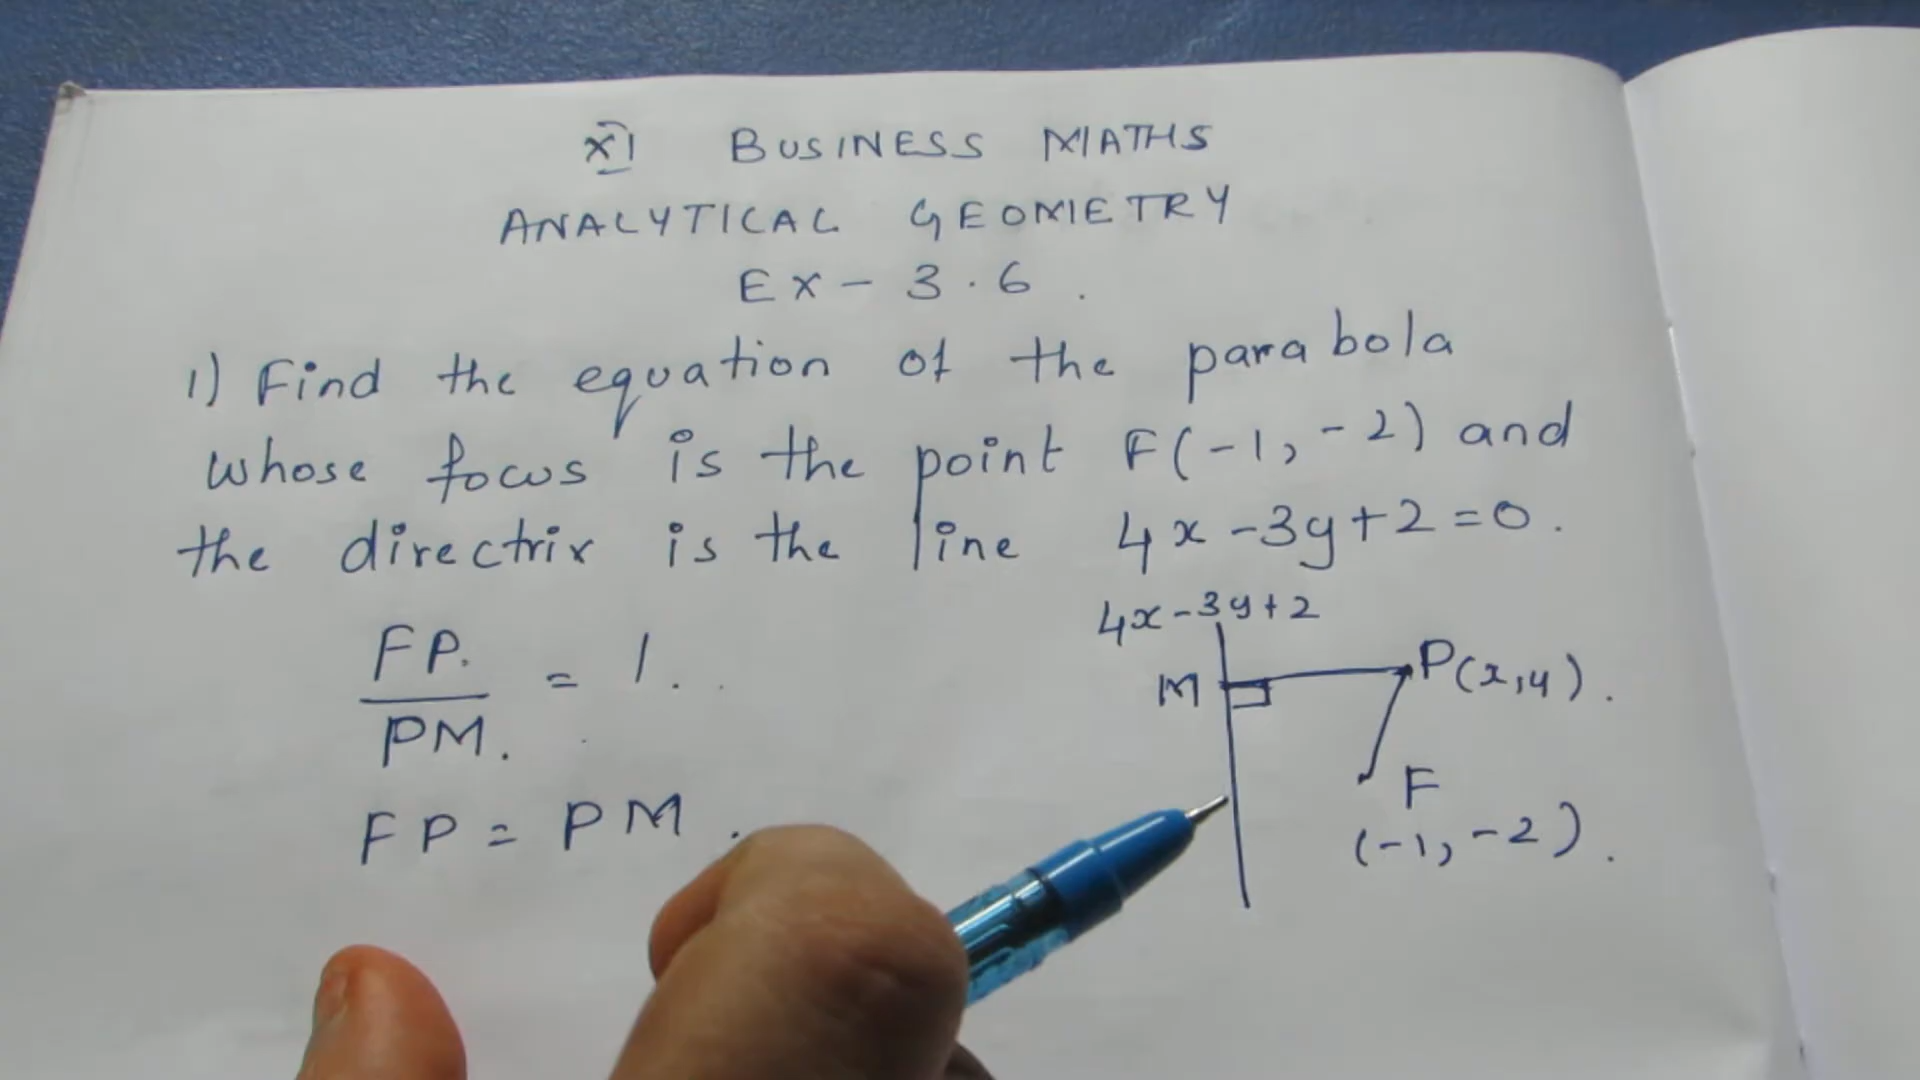 XI BUSINESS MATHS
ANALYTICAL GEOMETRY
EX - 3.6.
1) Find the equation of the parabola
whose focus is the point F(-1, -2) and
the directrix is the line 4x-3y+2=0.
4x-3y+2
FP. / PM. = 1.
M P(x,y).
FP = PM.
F
(-1, -2).